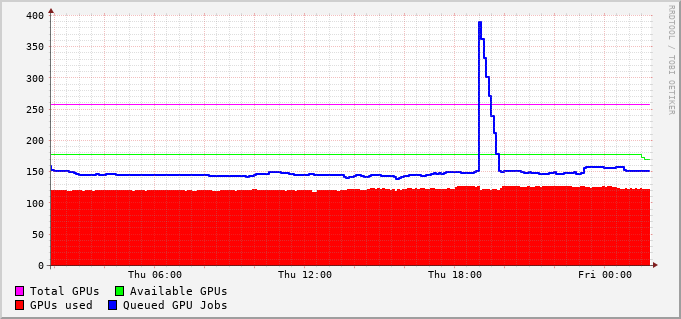 400
350
300
250
200
150
100
50
0
Thu 06:00 Thu 12:00 Thu 18:00 Fri 00:00
Total GPUs Available GPUs
GPUs used Queued GPU Jobs
RRDTOOL / TOBI OETIKER